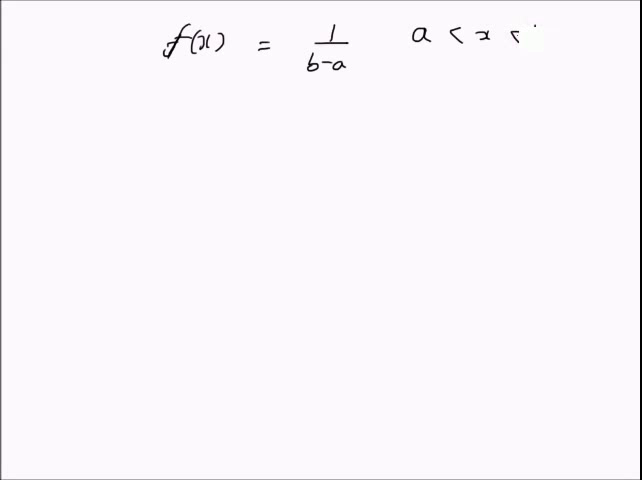 f(x) = 1/(b-a) a < x <